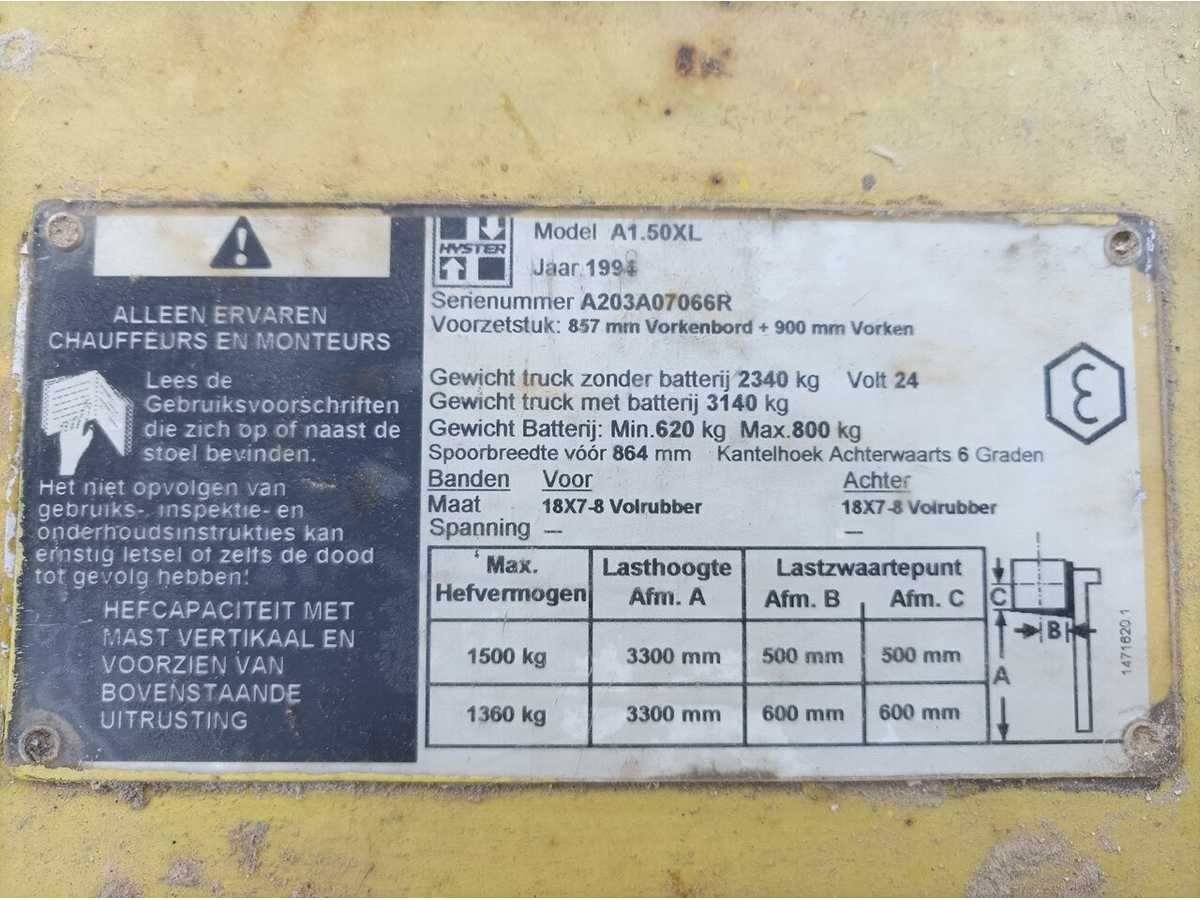 ALLEEN ERVAREN
CHAUFFEURS EN MONTEURS
Lees de
Gebruiksvoorschriften
die zich op of naast de
stoel bevinden.
Het niet opvolgen van
gebruiks-, inspektie- en
onderhoudsinstrukties kan
ernstig letsel of zelfs de dood
tot gevolg hebben!
HEFCAPACITEIT MET
MAST VERTIKAAL EN
VOORZIEN VAN
BOVENSTAANDE
UITRUSTING
HYSTER
Model A1.50XL
Jaar
Serienummer A203A07066R
Voorzetstuk: 857 mm Vorkenbord + 900 mm Vorken
Gewicht truck zonder batterij 2340 kg Volt 24
Gewicht truck met batterij 3140 kg
Gewicht Batterij: Min.620 kg Max.800 kg
Spoorbreedte vóór 864 mm Kantelhoek Achterwaarts 6 Graden
Banden Voor Achter
Maat 18X7-8 Volrubber 18X7-8 Volrubber
Spanning — —
Max. Hefvermogen Lasthoogte Afm. A Lastzwaartepunt Afm. B Afm. C
1500 kg 3300 mm 500 mm 500 mm
1360 kg 3300 mm 600 mm 600 mm
C
B
A
1471620 1